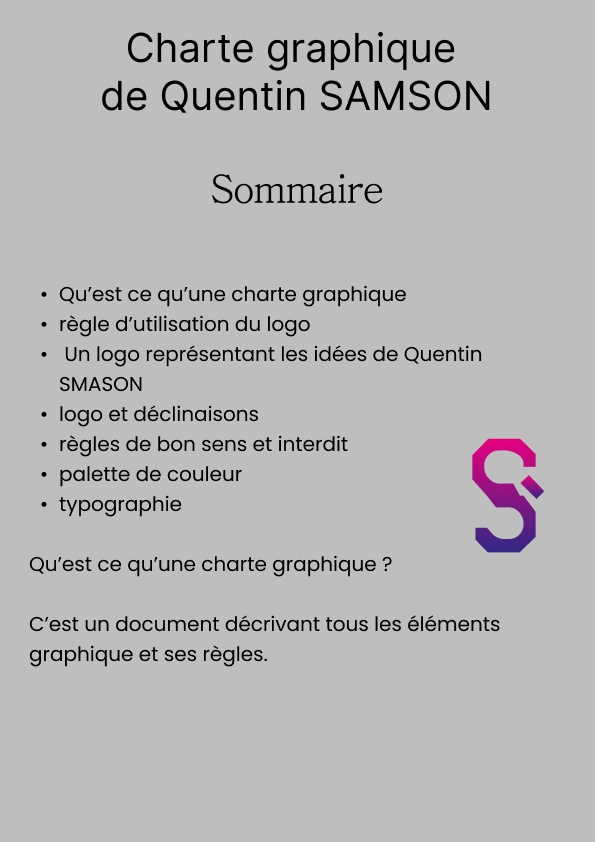 Charte graphique
de Quentin SAMSON
Sommaire
• Qu’est ce qu’une charte graphique
• règle d’utilisation du logo
• Un logo représentant les idées de Quentin
SMASON
• logo et déclinaisons
• règles de bon sens et interdit
• palette de couleur
• typographie
Qu’est ce qu’une charte graphique ?
C’est un document décrivant tous les éléments
graphique et ses règles.